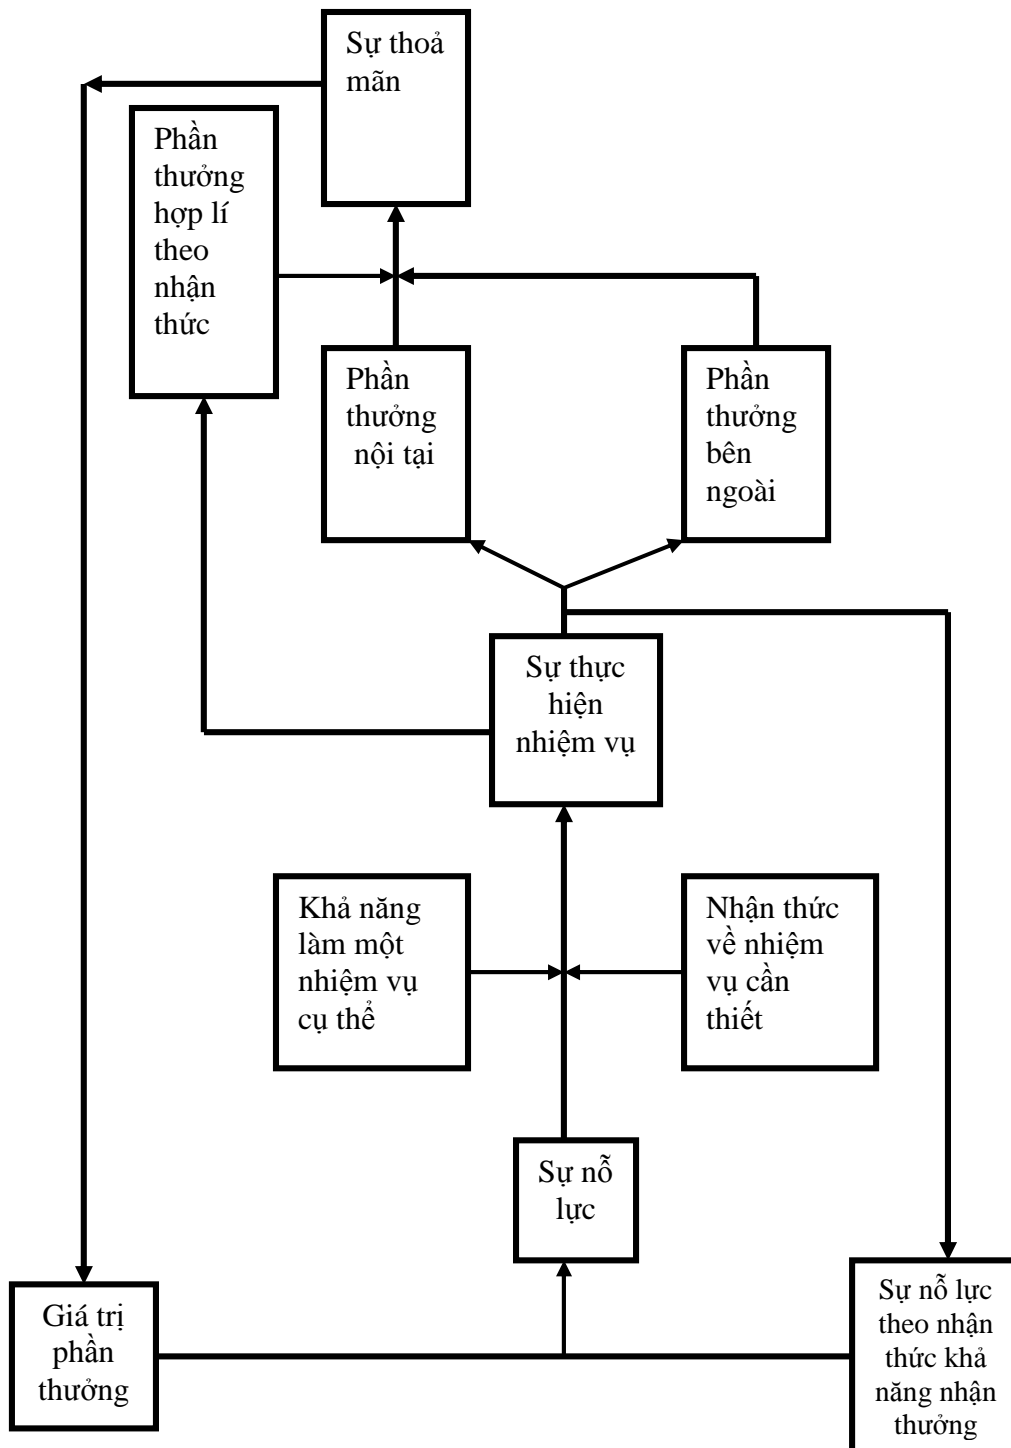 Sự thoả
mãn
Phần
thưởng
hợp lí
theo
nhận
thức
Phần
thưởng
nội tại
Phần
thưởng
bên
ngoài
Sự thực
hiện
nhiệm vụ
Khả năng
làm một
nhiệm vụ
cụ thể
Nhận thức
về nhiệm
vụ cần
thiết
Sự nỗ
lực
Giá trị
phần
thưởng
Sự nỗ lực
theo nhận
thức khả
năng nhận
thưởng